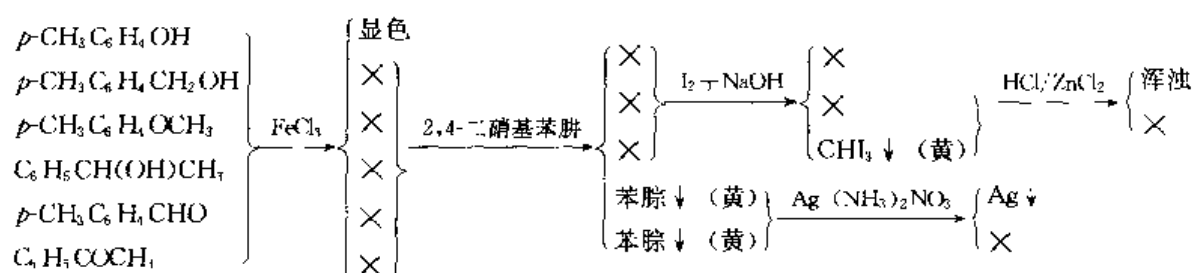 p-CH₃C₆H₄OH
p-CH₃C₆H₄CH₂OH
p-CH₃C₆H₄OCH₃
C₆H₅CH(OH)CH₃
p-CH₃C₆H₄CHO
C₆H₅COCH₃
FeCl₃
显色
×
×
×
×
×
2,4-二硝基苯肼
×
×
×
苯腙↓ (黄)
苯腙↓ (黄)
I₂+NaOH
×
×
CHI₃↓ (黄)
HCl/ZnCl₂
浑浊
×
Ag (NH₃)₂NO₃
Ag↓
×